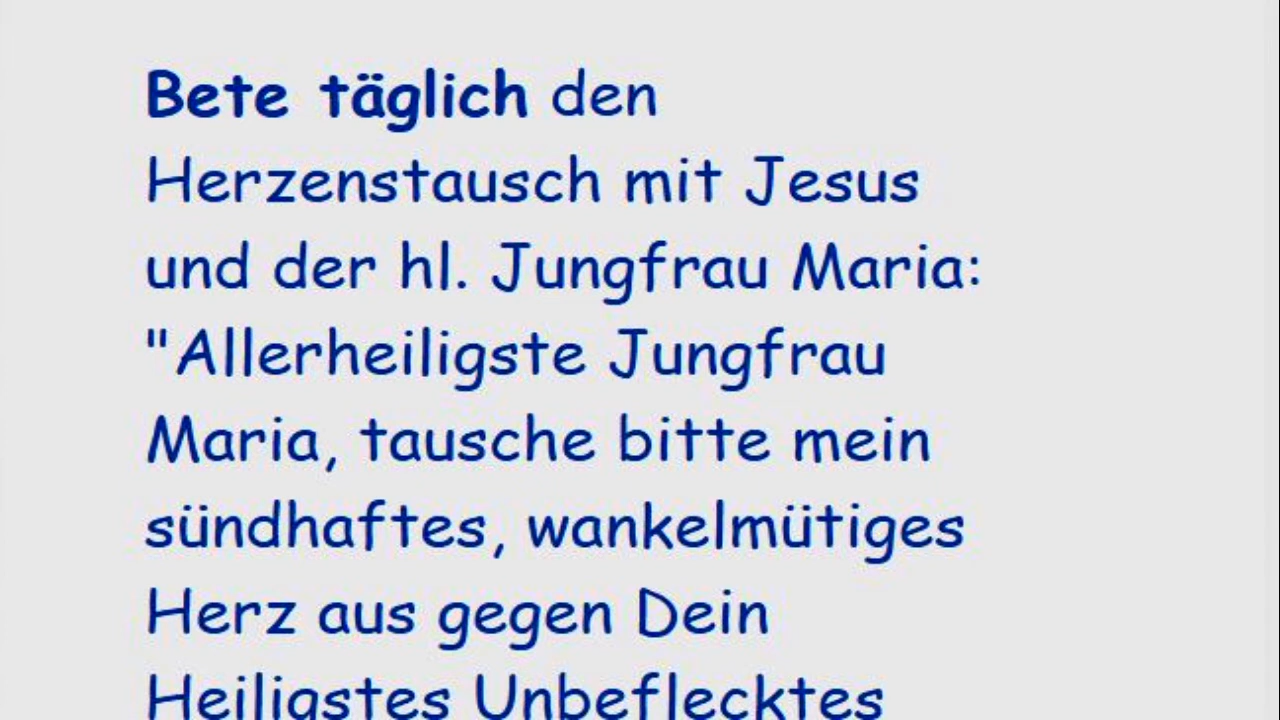 Bete täglich den
Herzenstausch mit Jesus
und der hl. Jungfrau Maria:
"Allerheiligste Jungfrau
Maria, tausche bitte mein
sündhaftes, wankelmütiges
Herz aus gegen Dein
Heiligstes Unbeflecktes